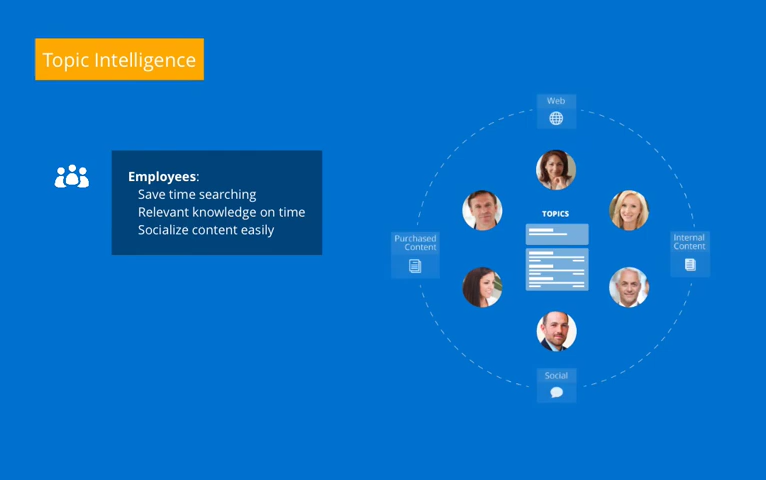 Topic Intelligence
Employees:
Save time searching
Relevant knowledge on time
Socialize content easily
Web
TOPICS
Purchased
Content
Internal
Content
Social